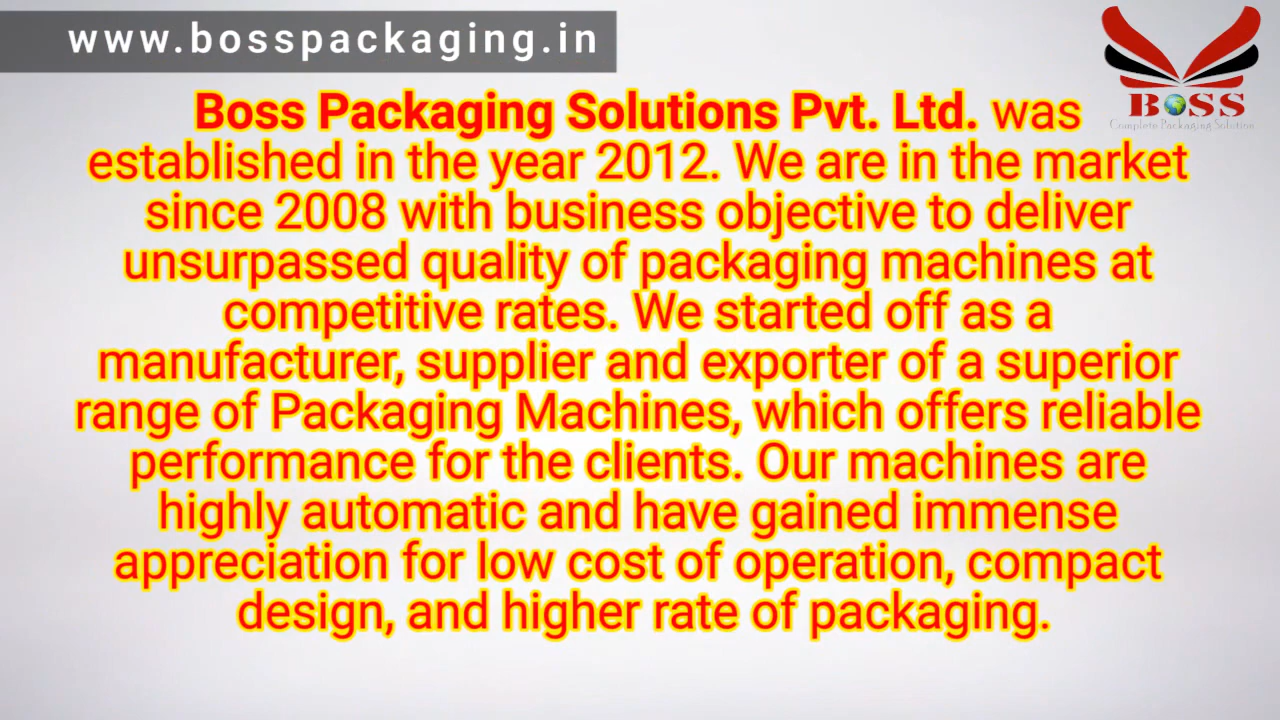 www.bosspackaging.in
BOSS
Complete Packaging Solution
Boss Packaging Solutions Pvt. Ltd. was
established in the year 2012. We are in the market
since 2008 with business objective to deliver
unsurpassed quality of packaging machines at
competitive rates. We started off as a
manufacturer, supplier and exporter of a superior
range of Packaging Machines, which offers reliable
performance for the clients. Our machines are
highly automatic and have gained immense
appreciation for low cost of operation, compact
design, and higher rate of packaging.